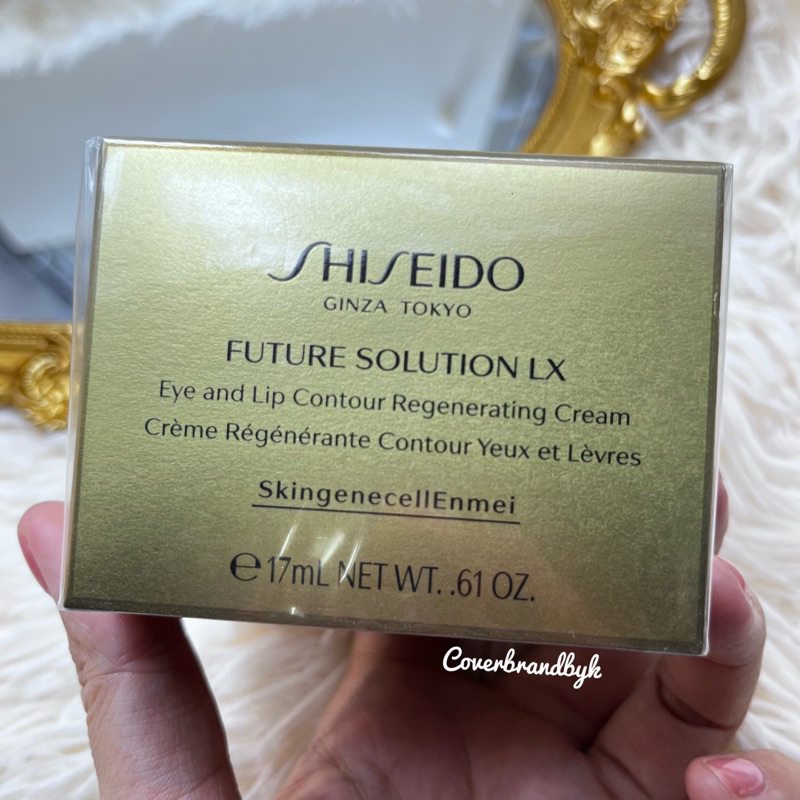 SHISEIDO
GINZA TOKYO
FUTURE SOLUTION LX
Eye and Lip Contour Regenerating Cream
Crème Régénérante Contour Yeux et Lèvres
SkingenecellEnmei
℮ 17mL NET WT. .61 OZ.
Coverbrandbyk